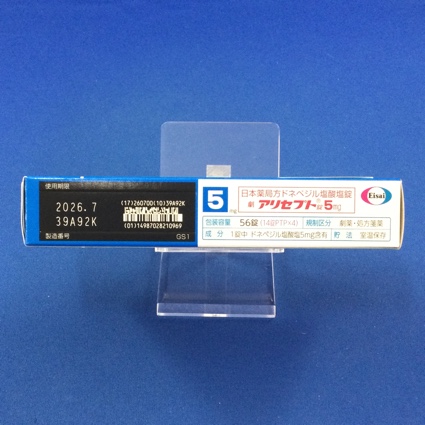 使用期限
2026.7
39A92K
製造番号
(17)260700(10)39A92K
(01)14987028210969
GS1
5
mg
日本薬局方ドネペジル塩酸塩錠
劇 アリセプト®錠5mg
Eisai
包装容量 56錠(14錠PTP×4) 規制区分 劇薬・処方箋薬
成分 1錠中 ドネペジル塩酸塩5mg含有 貯法 室温保存